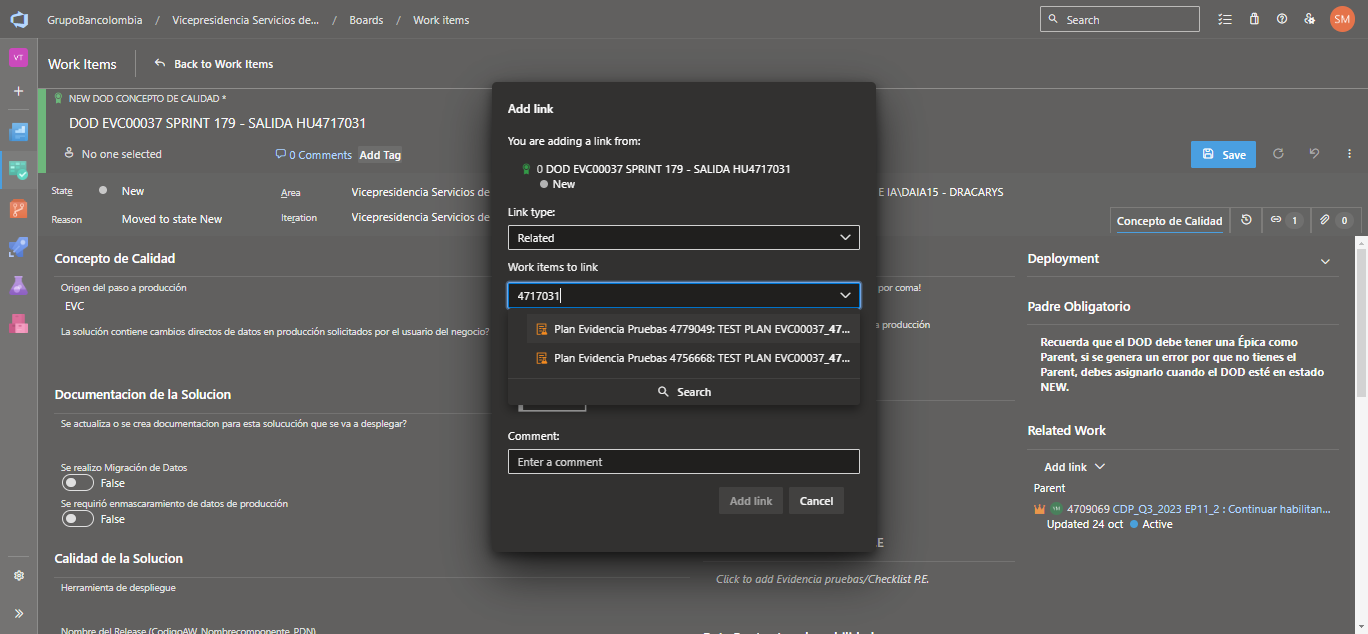 GrupoBancolombia / Vicepresidencia Servicios de... / Boards / Work items
Search
SM
VT
Work Items
Back to Work Items
NEW DOD CONCEPTO DE CALIDAD *
DOD EVC00037 SPRINT 179 - SALIDA HU4717031
No one selected
0 Comments
Add Tag
Save
State
New
Area
Vicepresidencia Servicios de
E IA\DAIA15 - DRACARYS
Reason
Moved to state New
Iteration
Vicepresidencia Servicios de
Concepto de Calidad
1
0
Concepto de Calidad
Origen del paso a producción
EVC
La solución contiene cambios directos de datos en producción solicitados por el usuario del negocio?
Documentacion de la Solucion
Se actualiza o se crea documentacion para esta solucución que se va a desplegar?
Se realizo Migración de Datos
False
Se requirió enmascaramiento de datos de producción
False
Calidad de la Solucion
Herramienta de despliegue
Nombre del Release (CodigoAW_Nombrecomponente_PDN)
Add link
You are adding a link from:
0 DOD EVC00037 SPRINT 179 - SALIDA HU4717031
New
Link type:
Related
Work items to link
4717031
Plan Evidencia Pruebas 4779049: TEST PLAN EVC00037_47...
Plan Evidencia Pruebas 4756668: TEST PLAN EVC00037_47...
Search
Comment:
Enter a comment
Add link
Cancel
por coma!
a producción
E
Click to add Evidencia pruebas/Checklist P.E.
Deployment
Padre Obligatorio
Recuerda que el DOD debe tener una Épica como
Parent, si se genera un error por que no tienes el
Parent, debes asignarlo cuando el DOD esté en estado
NEW.
Related Work
Add link
Parent
4709069 CDP_Q3_2023 EP11_2 : Continuar habilitan...
Updated 24 oct
Active